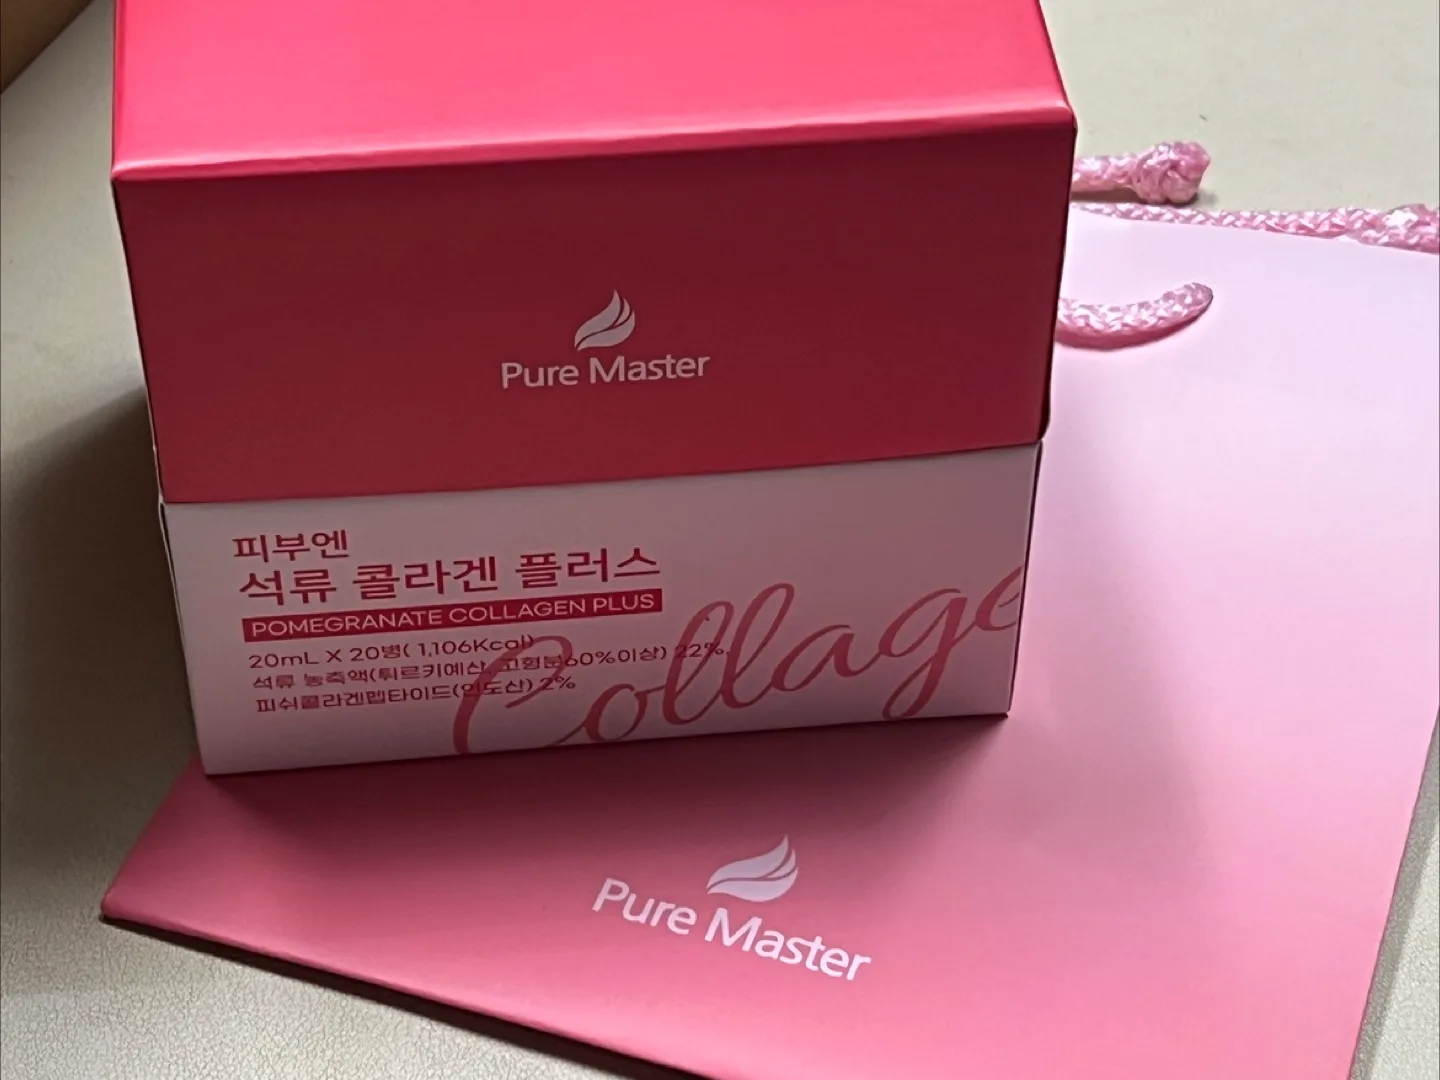 Pure Master
피부엔
석류 콜라겐 플러스
POMEGRANATE COLLAGEN PLUS
20mL X 20병( 1,106Kcal)
석류 농축액(튀르키예산, 고형분60%이상) 22%,
피쉬콜라겐펩타이드(인도산) 2%
Collage
Pure Master